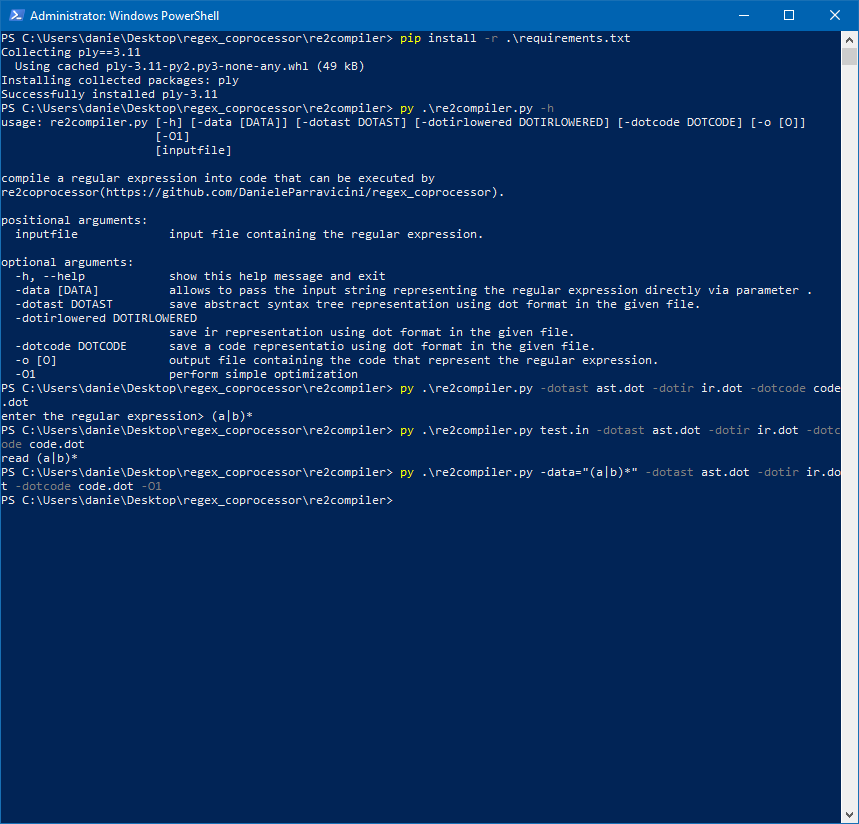 Administrator: Windows PowerShell
PS C:\Users\danie\Desktop\regex_coprocessor\re2compiler> pip install -r .\requirements.txt
Collecting ply==3.11
  Using cached ply-3.11-py2.py3-none-any.whl (49 kB)
Installing collected packages: ply
Successfully installed ply-3.11
PS C:\Users\danie\Desktop\regex_coprocessor\re2compiler> py .\re2compiler.py -h
usage: re2compiler.py [-h] [-data [DATA]] [-dotast DOTAST] [-dotirlowered DOTIRLOWERED] [-dotcode DOTCODE] [-o [O]]
                      [-O1]
                      [inputfile]

compile a regular expression into code that can be executed by
re2coprocessor(https://github.com/DanieleParravicini/regex_coprocessor).

positional arguments:
  inputfile             input file containing the regular expression.

optional arguments:
  -h, --help            show this help message and exit
  -data [DATA]          allows to pass the input string representing the regular expression directly via parameter .
  -dotast DOTAST        save abstract syntax tree representation using dot format in the given file.
  -dotirlowered DOTIRLOWERED
                        save ir representation using dot format in the given file.
  -dotcode DOTCODE      save a code representatio using dot format in the given file.
  -o [O]                output file containing the code that represent the regular expression.
  -O1                   perform simple optimization
PS C:\Users\danie\Desktop\regex_coprocessor\re2compiler> py .\re2compiler.py -dotast ast.dot -dotir ir.dot -dotcode code
.dot
enter the regular expression> (a|b)*
PS C:\Users\danie\Desktop\regex_coprocessor\re2compiler> py .\re2compiler.py test.in -dotast ast.dot -dotir ir.dot -dotc
ode code.dot
read (a|b)*
PS C:\Users\danie\Desktop\regex_coprocessor\re2compiler> py .\re2compiler.py -data="(a|b)*" -dotast ast.dot -dotir ir.do
t -dotcode code.dot -O1
PS C:\Users\danie\Desktop\regex_coprocessor\re2compiler>